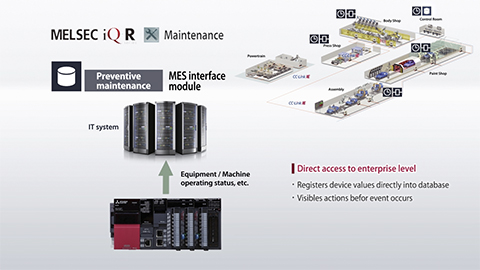 MELSEC iQ R
Maintenance
Preventive
maintenance
MES interface
module
IT system
Equipment / Machine
operating status, etc.
Body Shop
Control Room
Press Shop
Powertrain
CC-Link IE
Paint Shop
Assembly
CC-Link IE
Direct access to enterprise level
・Registers device values directly into database
・Visibles actions befor event occurs